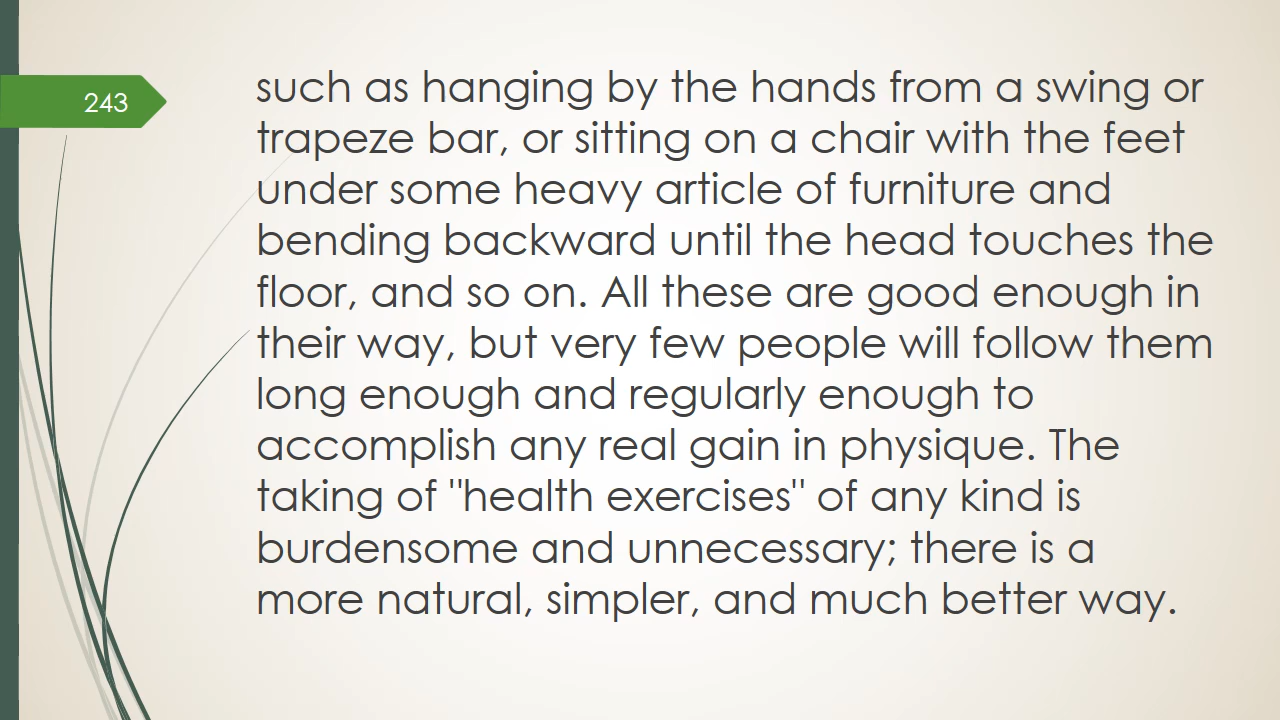 243
such as hanging by the hands from a swing or
trapeze bar, or sitting on a chair with the feet
under some heavy article of furniture and
bending backward until the head touches the
floor, and so on. All these are good enough in
their way, but very few people will follow them
long enough and regularly enough to
accomplish any real gain in physique. The
taking of "health exercises" of any kind is
burdensome and unnecessary; there is a
more natural, simpler, and much better way.